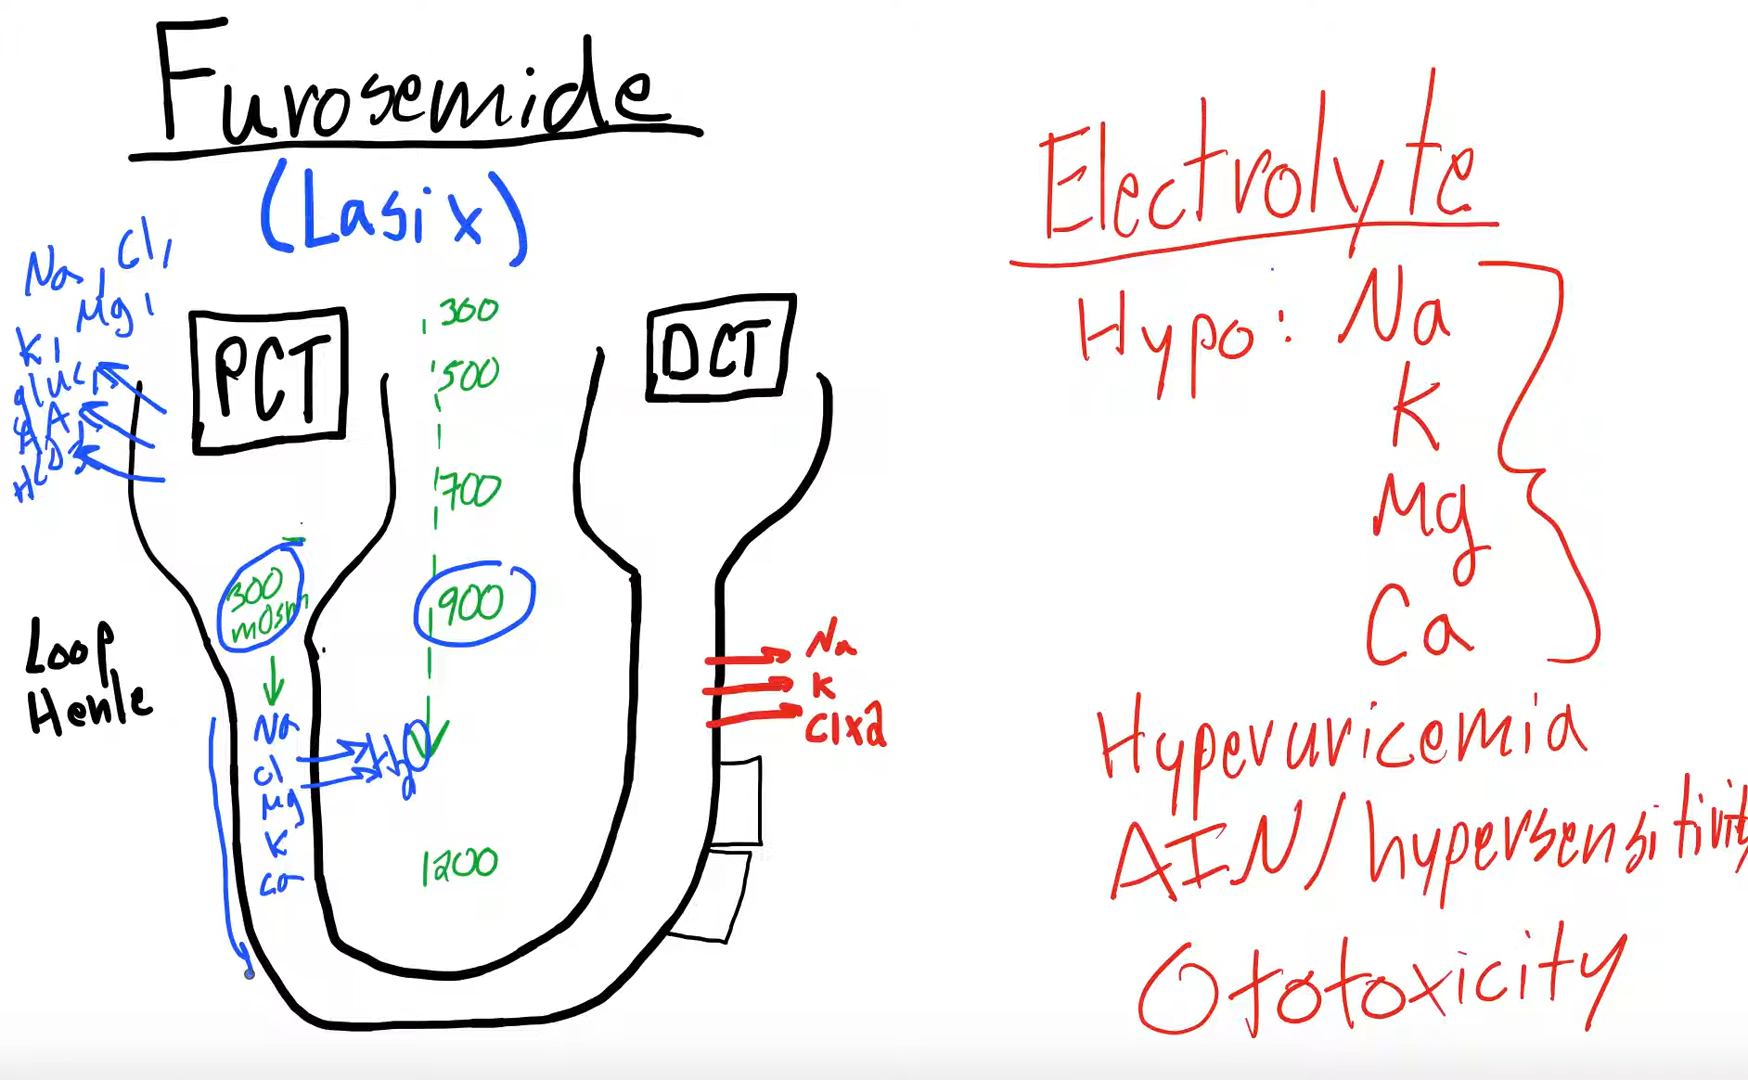 Furosemide
(Lasix)
Na, Cl,
Mg,
K,
gluc,
AA,
HCO3
PCT
DCT
300
500
700
900
1200
300
mOsm
Loop
Henle
Na
Cl
Mg
K
Ca
H2O
Na
K
Clx2
Electrolyte
Hypo: Na
K
Mg
Ca
Hyperuricemia
AIN/hypersensitivit
Ototoxicity